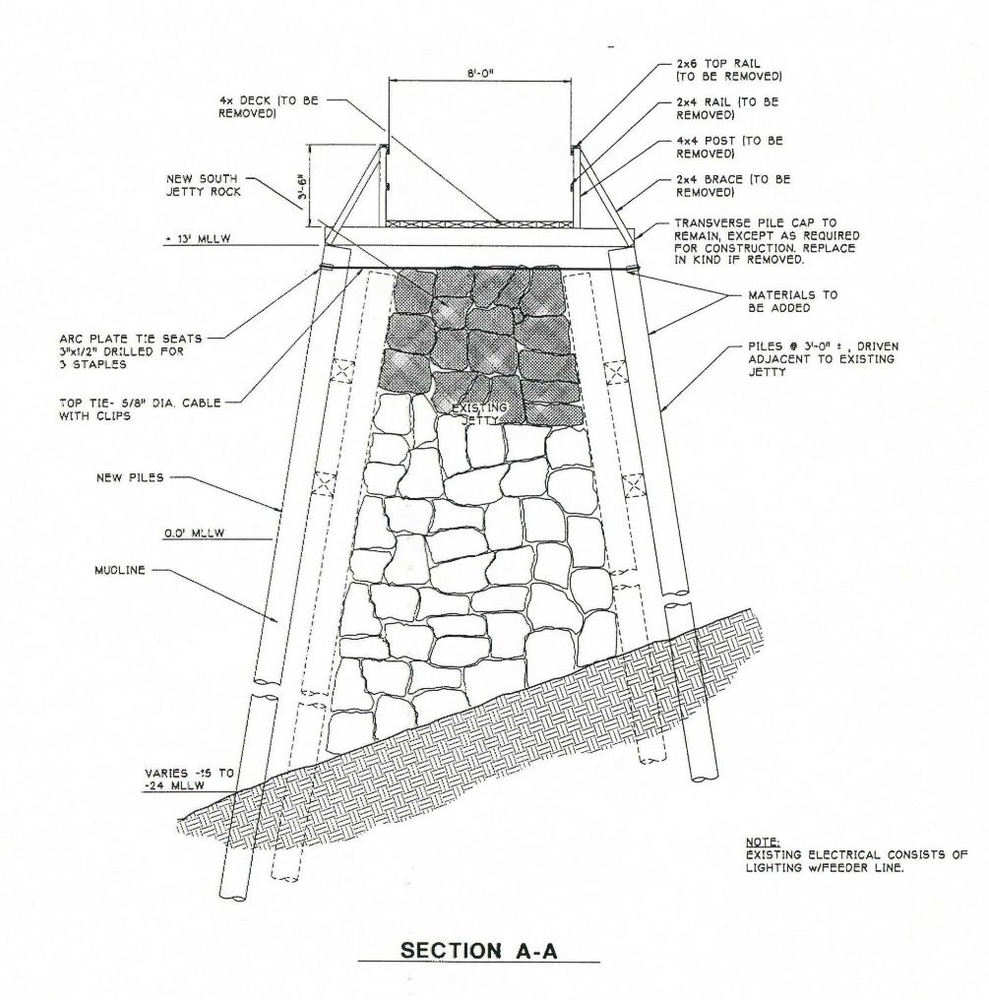 8'-0"
2x6 TOP RAIL
(TO BE REMOVED)
4x DECK (TO BE
REMOVED)
2x4 RAIL (TO BE
REMOVED)
4x4 POST (TO BE
REMOVED)
3'-6"
NEW SOUTH
JETTY ROCK
2x4 BRACE (TO BE
REMOVED)
+ 13' MLLW
TRANSVERSE PILE CAP TO
REMAIN, EXCEPT AS REQUIRED
FOR CONSTRUCTION. REPLACE
IN KIND IF REMOVED.
MATERIALS TO
BE ADDED
ARC PLATE TIE SEATS
3"x1/2" DRILLED FOR
3 STAPLES
PILES @ 3'-0" ± , DRIVEN
ADJACENT TO EXISTING
JETTY
TOP TIE- 5/8" DIA. CABLE
WITH CLIPS
EXISTING
JETTY
NEW PILES
0.0' MLLW
MUDLINE
VARIES -15 TO
-24 MLLW
NOTE:
EXISTING ELECTRICAL CONSISTS OF
LIGHTING w/FEEDER LINE.
SECTION A-A